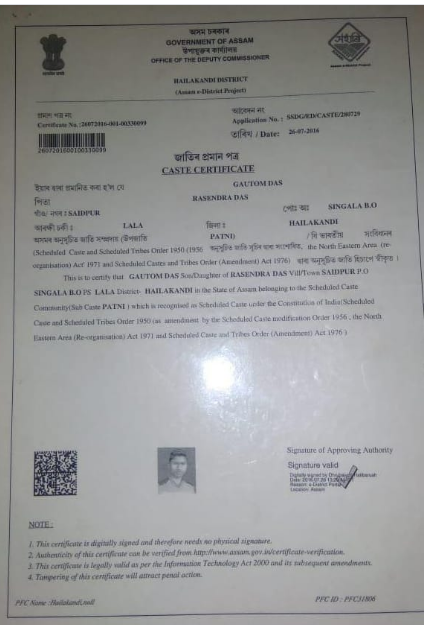 অসম চৰকাৰ
GOVERNMENT OF ASSAM
উপায়ুক্তৰ কাৰ্য্যালয়
OFFICE OF THE DEPUTY COMMISSIONER
HAILAKANDI DISTRICT
(Assam e-District Project)
প্ৰমাণ পত্ৰ নং
Certificate No. :26072016-001-00330099
আবেদন নং
Application No. : SSDG/ED/CASTE/280729
তাৰিখ / Date: 26-07-2016
জাতিৰ প্ৰমান পত্ৰ
CASTE CERTIFICATE
ইয়াৰ দ্বাৰা প্ৰমানিত কৰা হ'ল যে GAUTOM DAS
পিতা RASENDRA DAS
গাঁও/ নগৰ : SAIDPUR পোঃ অঃ SINGALA B.O
আৰক্ষী চকী : LALA জিলা : HAILAKANDI
অসমৰ অনুসূচিত জাতি সম্প্ৰদায় (উপজাতি PATNI) ৰ ভাৰতীয় সংবিধানৰ
(Scheduled Caste and Scheduled Tribes Order 1950 (1956 অনুসূচিত জাতি the North Eastern Area (re-
organisation) Act 1971 and Scheduled Castes and Tribes Order (Amendment) Act 1976) দ্বাৰা অনুসূচিত জাতি হিচাপে স্বীকৃত।
This is to certify that GAUTOM DAS Son/Daughter of RASENDRA DAS Vill/Town SAIDPUR P.O
SINGALA B.O PS LALA District- HAILAKANDI in the State of Assam belonging to the Scheduled Caste
Community(Sub Caste PATNI ) which is recognised as Scheduled Caste under the Constitution of India(Scheduled
Caste and Scheduled Tribes Order 1950 (as amendment by the Scheduled Caste modification Order 1956 , the North
Eastern Area (Re-rogansation) Act 1971 and Scheduled Castes and Tribes Order (Amendment) Act 1976 )
Signature of Approving Authority
Signature valid
Digitally signed by
Date: 2016.07.26
Reason: e-District
Location: Assam
NOTE :
1. This certificate is digitally signed and therefore needs no physical signature.
2. Authenticity of this certificate can be verified from http://www.assam.gov.in/certificate-verification.
3. This certificate is legally valid as per the Information Technology Act 2000 and its subsequent amendments.
4. Tampering of this certificate will attract penal action.
PFC Name :Hailakandi
PFC ID : PFC31806